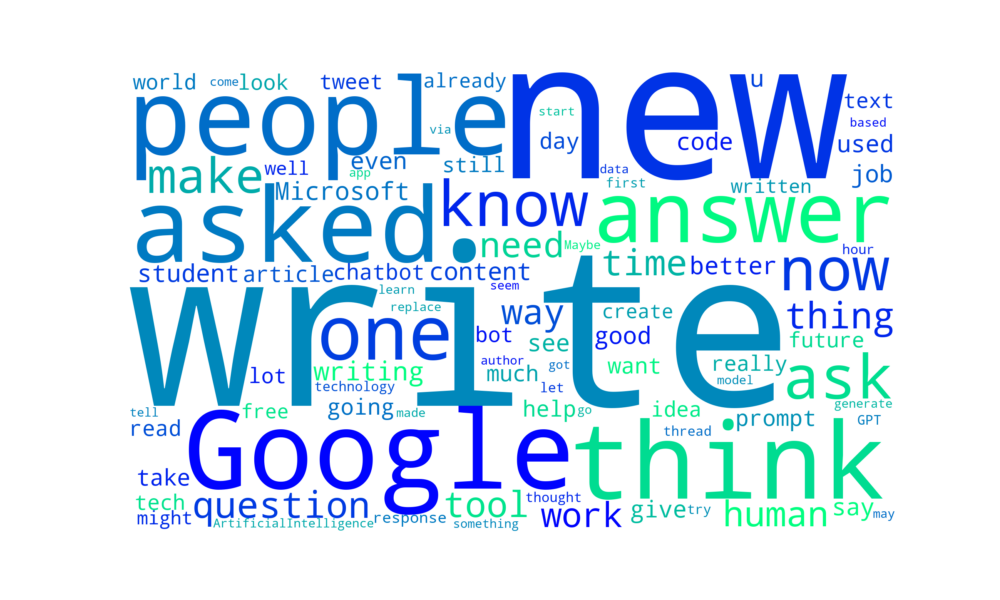 world come look tweet already new u text
people via start day code based
used
make well even app still data first written job
Microsoft
asked know answer
need Maybe time better hour now
student article chatbot content seem
write learn replace one way create thing
bot see good future
lot writing author much got want really model ask
technology let
tell free going made help go idea prompt generate GPT
read Google thread think
take
tech question tool thought work give try human say may
might ArtificialIntelligence response something